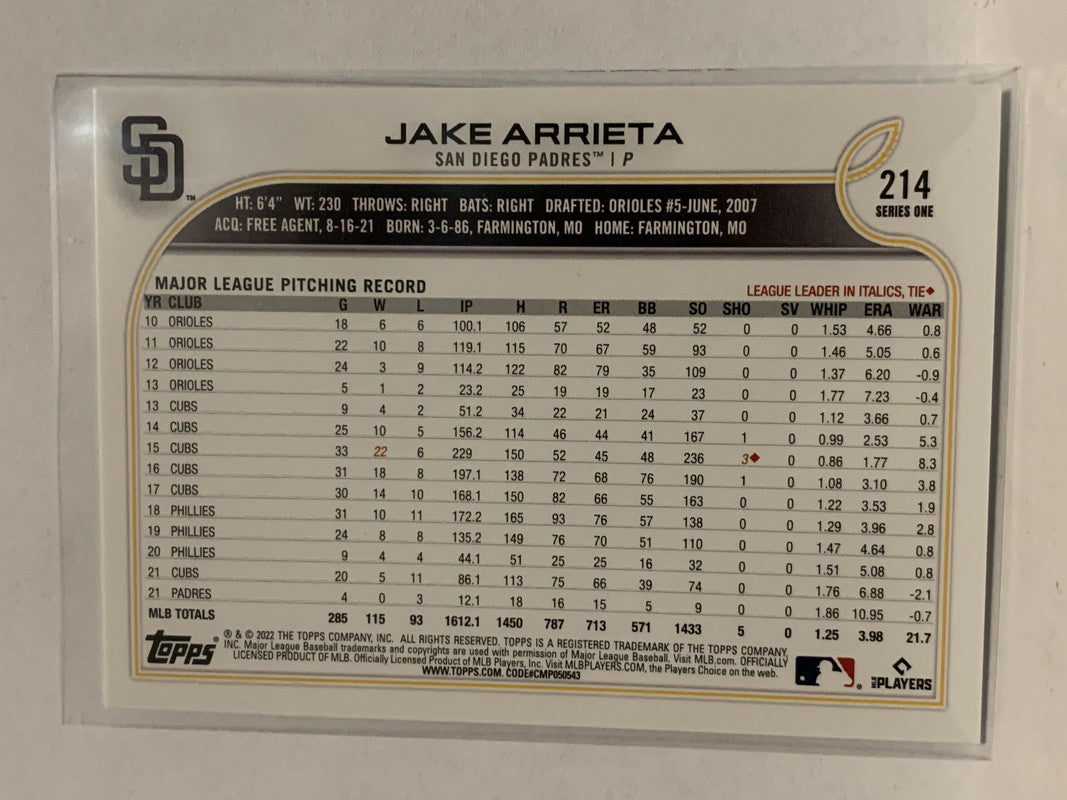 SD™
JAKE ARRIETA
SAN DIEGO PADRES™ | P
214
SERIES ONE
HT: 6'4" WT: 230 THROWS: RIGHT BATS: RIGHT DRAFTED: ORIOLES #5-JUNE, 2007
ACQ: FREE AGENT, 8-16-21 BORN: 3-6-86, FARMINGTON, MO HOME: FARMINGTON, MO
MAJOR LEAGUE PITCHING RECORD LEAGUE LEADER IN ITALICS, TIE◆
YR CLUB G W L IP H R ER BB SO SHO SV WHIP ERA WAR
10 ORIOLES 18 6 6 100.1 106 57 52 48 52 0 0 1.53 4.66 0.8
11 ORIOLES 22 10 8 119.1 115 70 67 59 93 0 0 1.46 5.05 0.6
12 ORIOLES 24 3 9 114.2 122 82 79 35 109 0 0 1.37 6.20 -0.9
13 ORIOLES 5 1 2 23.2 25 19 19 17 23 0 0 1.77 7.23 -0.4
13 CUBS 9 4 2 51.2 34 22 21 24 37 0 0 1.12 3.66 0.7
14 CUBS 25 10 5 156.2 114 46 44 41 167 1 0 0.99 2.53 5.3
15 CUBS 33 22 6 229 150 52 45 48 236 3◆ 0 0.86 1.77 8.3
16 CUBS 31 18 8 197.1 138 72 68 76 190 1 0 1.08 3.10 3.8
17 CUBS 30 14 10 168.1 150 82 66 55 163 0 0 1.22 3.53 1.9
18 PHILLIES 31 10 11 172.2 165 93 76 57 138 0 0 1.29 3.96 2.8
19 PHILLIES 24 8 8 135.2 149 76 70 51 110 0 0 1.47 4.64 0.8
20 PHILLIES 9 4 4 44.1 51 25 25 16 32 0 0 1.51 5.08 0.8
21 CUBS 20 5 11 86.1 113 75 66 39 74 0 0 1.76 6.88 -2.1
21 PADRES 4 0 3 12.1 18 16 15 5 9 0 0 1.86 10.95 -0.7
MLB TOTALS 285 115 93 1612.1 1450 787 713 571 1433 5 0 1.25 3.98 21.7
Topps®
® & © 2022 THE TOPPS COMPANY, INC. ALL RIGHTS RESERVED. TOPPS IS A REGISTERED TRADEMARK OF THE TOPPS COMPANY,
INC. Major League Baseball trademarks and copyrights are used with permission of Major League Baseball. Visit MLB.com. OFFICIALLY
LICENSED PRODUCT OF MLB. Officially Licensed Product of MLB Players, Inc. Visit MLBPLAYERS.COM, the Players Choice on the web.
WWW.TOPPS.COM. CODE#CMP050543
MLB PLAYERS